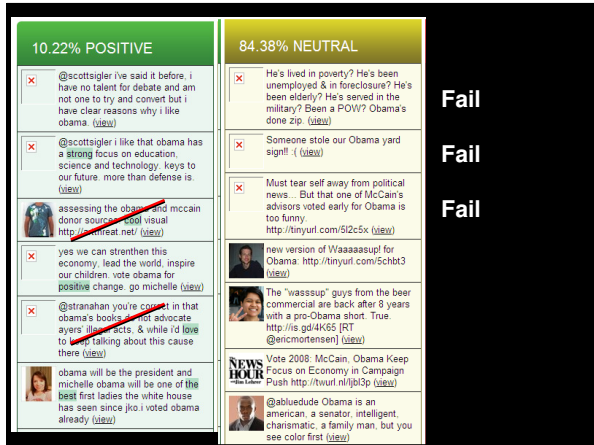 10.22% POSITIVE
@scottsigler i've said it before, i
have no talent for debate and am
not one to try and convert but i
have clear reasons why i like
obama. (view)
@scottsigler i like that obama has
a strong focus on education,
science and technology. keys to
our future. more than defense is.
(view)
assessing the obama and mccain
donor sources, cool visual
threat.net/ (view)
yes we can strenthen this
economy, lead the world, inspire
our children. vote obama for
positive change. go michelle (view)
@stranahan you're correct in that
obama's books do not advocate
ayers' illegal acts, & while i'd love
to keep talking about this cause
there (view)
obama will be the president and
michelle obama will be one of the
best first ladies the white house
has seen since jko.i voted obama
already (view)
84.38% NEUTRAL
He's lived in poverty? He's been
unemployed & in foreclosure? He's
been elderly? He's served in the
military? Been a POW? Obama's
done zip. (view)
Someone stole our Obama yard
sign!! :( (view)
Must tear self away from political
news... But that one of McCain's
advisors voted early for Obama is
too funny.
http://tinyurl.com/5l2c5x (view)
new version of Waaaaasup! for
Obama: http://tinyurl.com/5chbt3
(view)
The "wasssup" guys from the beer
commercial are back after 8 years
with a pro-Obama short. True.
http://is.gd/4K65 [RT
@ericmortensen] (view)
NEWS
HOUR
with Jim Lehrer
Vote 2008: McCain, Obama Keep
Focus on Economy in Campaign
Push http://twurl.nl/ljbl3p (view)
@abluedude Obama is an
american, a senator, intelligent,
charismatic, a family man, but you
see color first (view)
Fail
Fail
Fail